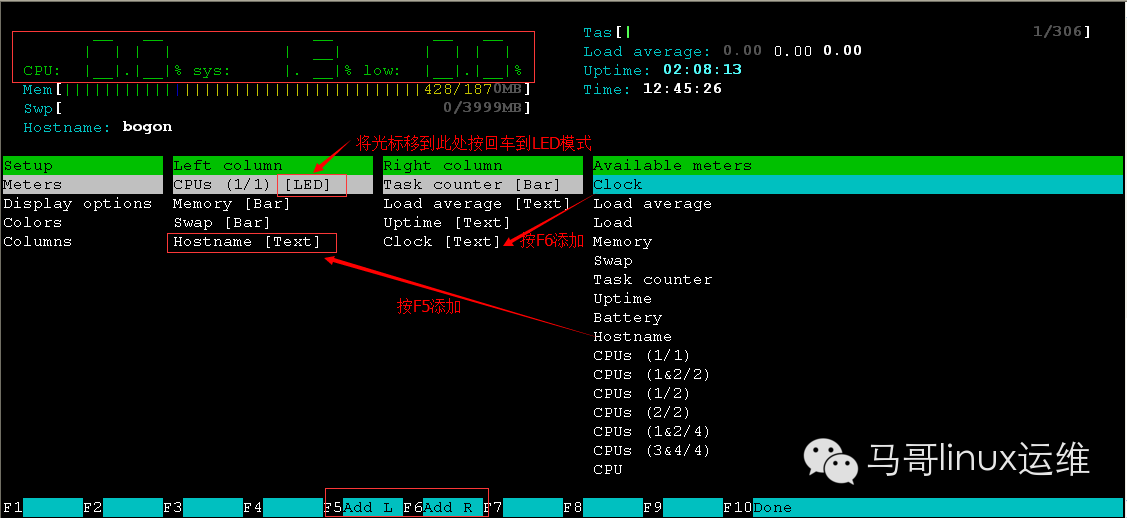 Tas[| 1/306]
Load average: 0.00 0.00 0.00
CPU: % sys: % low: %
Uptime: 02:08:13
Mem[||||||||||||||||||||||||||||||||||||428/1870MB]
Time: 12:45:26
Swp[ 0/3999MB]
Hostname: bogon
将光标移到此处按回车到LED模式
Setup Left column Right column Available meters
Meters CPUs (1/1) [LED] Task counter [Bar] Clock
Display options Memory [Bar] Load average [Text] Load average
Colors Swap [Bar] Uptime [Text] Load
Columns Hostname [Text] Clock [Text] 按F6添加 Memory
Swap
Task counter
Uptime
按F5添加
Battery
Hostname
CPUs (1/1)
CPUs (1&2/2)
CPUs (1/2)
CPUs (2/2)
CPUs (1&2/4)
CPUs (3&4/4)
CPU
马哥linux运维
F1 F2 F3 F4 F5Add L F6Add R F7 F8 F9 F10Done